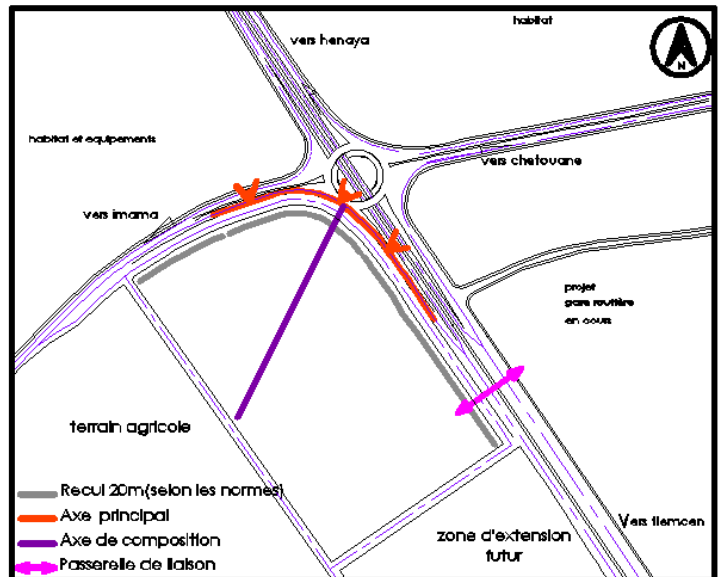 vers henaya
habitat
N
habitat et equipements
vers chetouane
vers imama
projet
gare routtière
en cours
terrain agricole
Recul 20m(selon les normes)
Axe principal
Axe de composition
Passerelle de liaison
zone d'extension
futur
Vers tlemcen